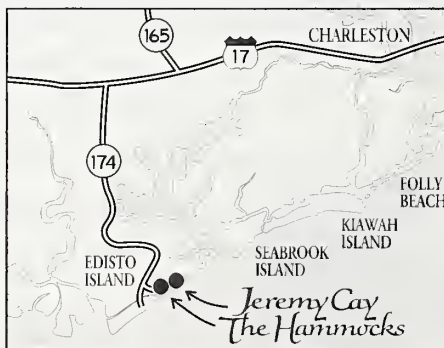 165
CHARLESTON
17
174
FOLLY
BEACH
KIAWAH
ISLAND
SEABROOK
ISLAND
EDISTO
ISLAND
Jeremy Cay
The Hammocks